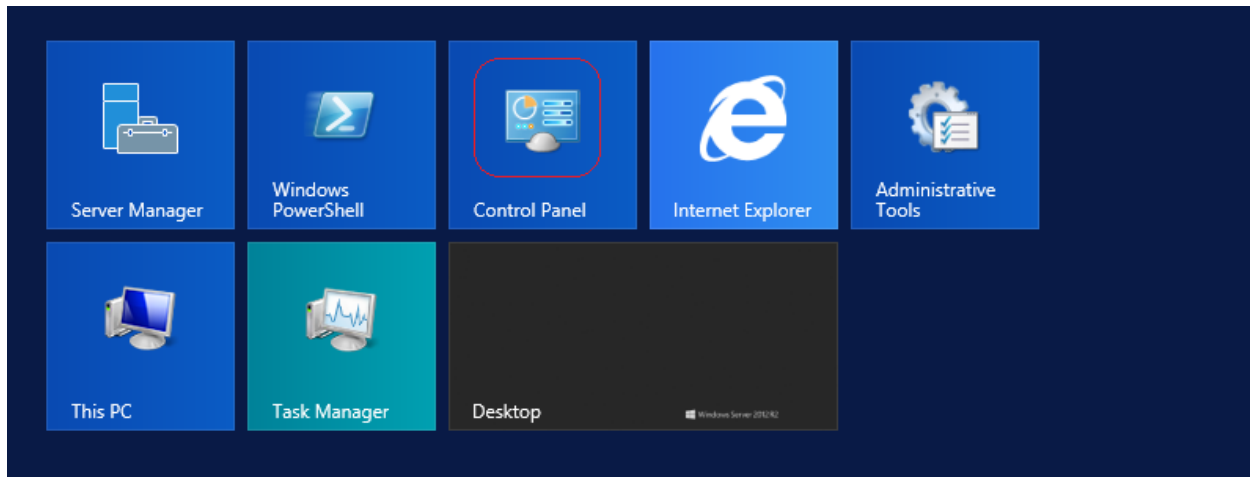 Server Manager
Windows
PowerShell
Control Panel
Internet Explorer
Administrative
Tools
This PC
Task Manager
Desktop
Windows Server 2012 R2